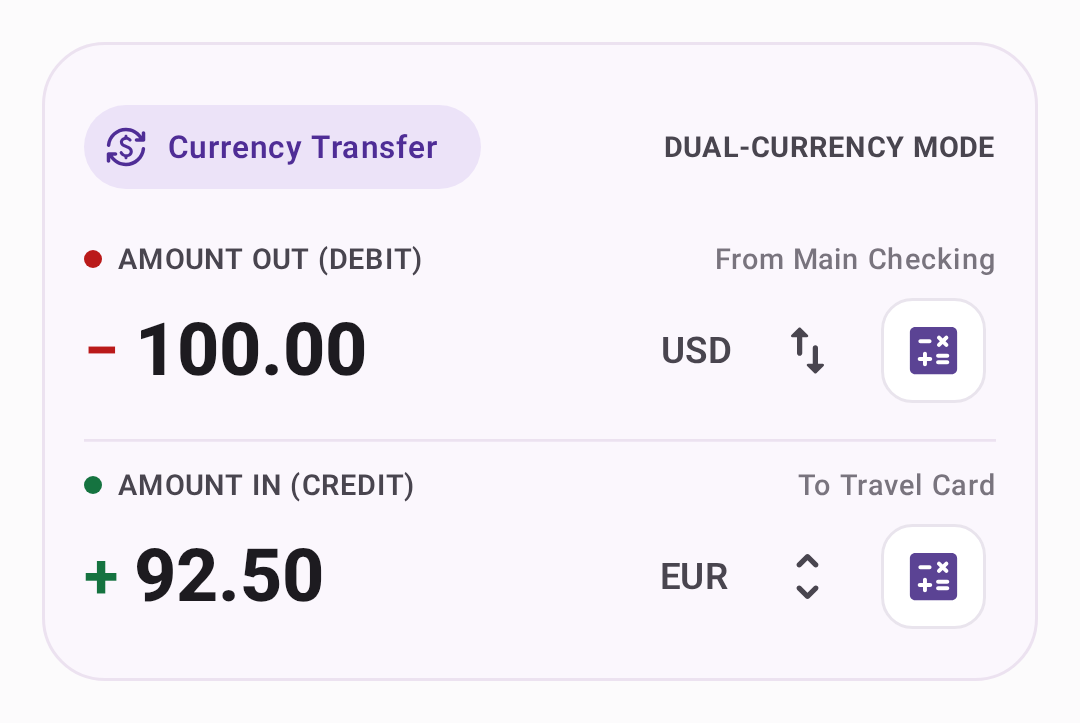 Currency Transfer
DUAL-CURRENCY MODE
AMOUNT OUT (DEBIT)
From Main Checking
– 100.00
USD
AMOUNT IN (CREDIT)
To Travel Card
+ 92.50
EUR